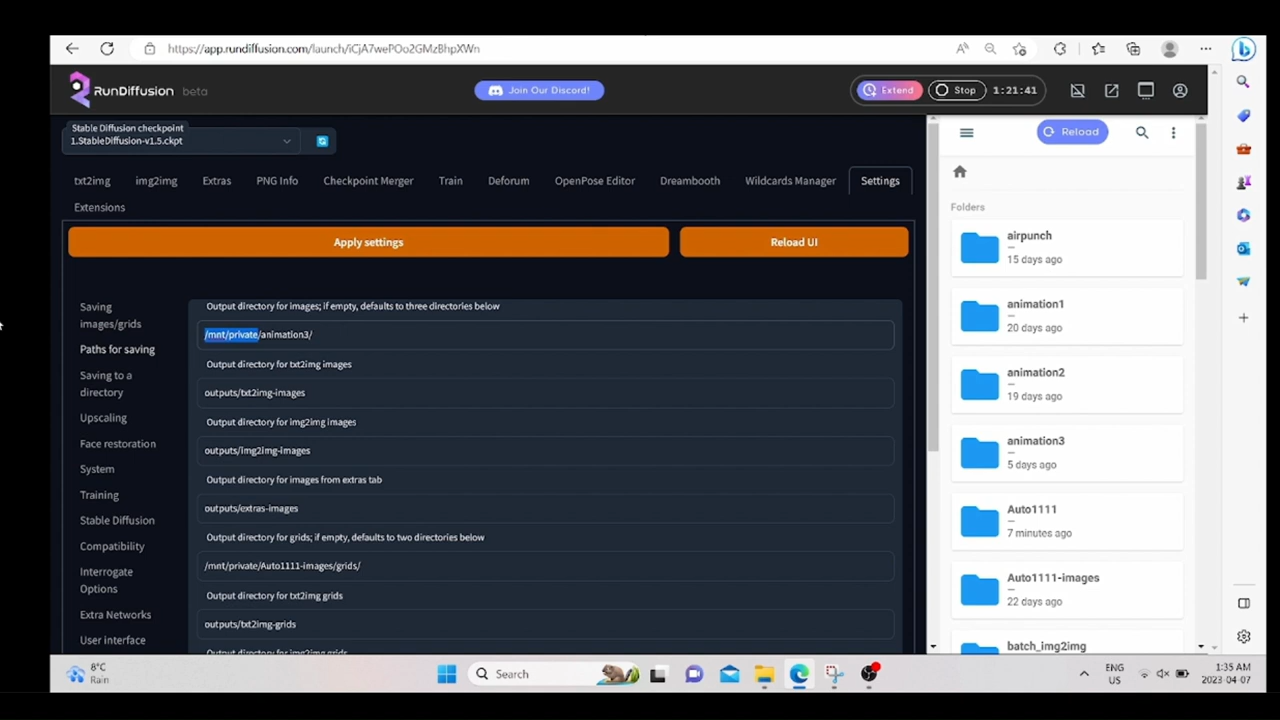 https://app.rundiffusion.com/launch/iCjA7wePOo2GMzBhpXWn
RunDiffusion beta
Join Our Discord!
Extend
Stop
1:21:41
Stable Diffusion checkpoint
1.StableDiffusion-v1.5.ckpt
txt2img
img2img
Extras
PNG Info
Checkpoint Merger
Train
Deforum
OpenPose Editor
Dreambooth
Wildcards Manager
Settings
Extensions
Apply settings
Reload UI
Saving
images/grids
Paths for saving
Saving to a
directory
Upscaling
Face restoration
System
Training
Stable Diffusion
Compatibility
Interrogate
Options
Extra Networks
User interface
Output directory for images; if empty, defaults to three directories below
/mnt/private/animation3/
Output directory for txt2img images
outputs/txt2img-images
Output directory for img2img images
outputs/img2img-images
Output directory for images from extras tab
outputs/extras-images
Output directory for grids; if empty, defaults to two directories below
/mnt/private/Auto1111-images/grids/
Output directory for txt2img grids
outputs/txt2img-grids
Output directory for img2img grids
Reload
Folders
airpunch
15 days ago
animation1
20 days ago
animation2
19 days ago
animation3
5 days ago
Auto1111
7 minutes ago
Auto1111-images
22 days ago
batch_img2img
8°C
Rain
Search
ENG
US
1:35 AM
2023-04-07